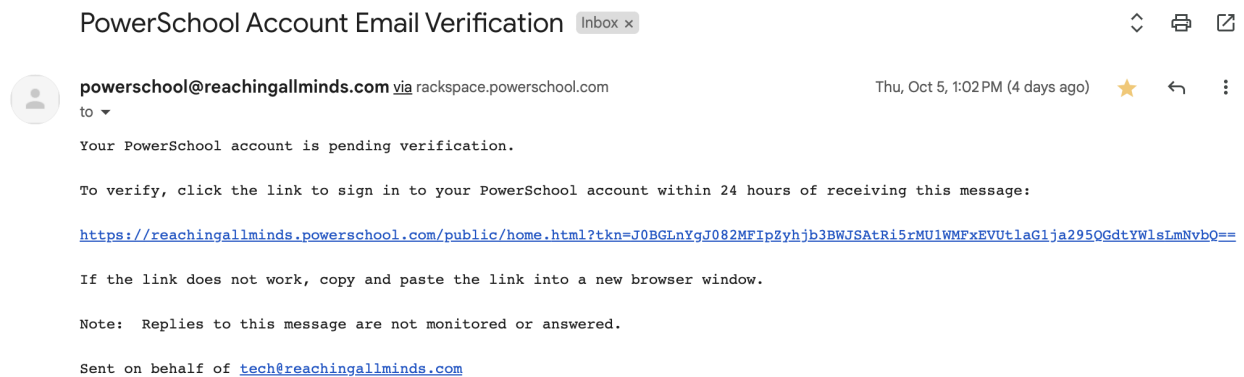 PowerSchool Account Email Verification Inbox ×
powerschool@reachingallminds.com via rackspace.powerschool.com Thu, Oct 5, 1:02 PM (4 days ago)
to
Your PowerSchool account is pending verification.
To verify, click the link to sign in to your PowerSchool account within 24 hours of receiving this message:
https://reachingallminds.powerschool.com/public/home.html?tkn=J0BGLnYgJ082MFIpZyhjb3BWJSAtRi5rMU1WMFxEVUtlaG1ja295QGdtYWlsLmNvbQ==
If the link does not work, copy and paste the link into a new browser window.
Note:  Replies to this message are not monitored or answered.
Sent on behalf of tech@reachingallminds.com